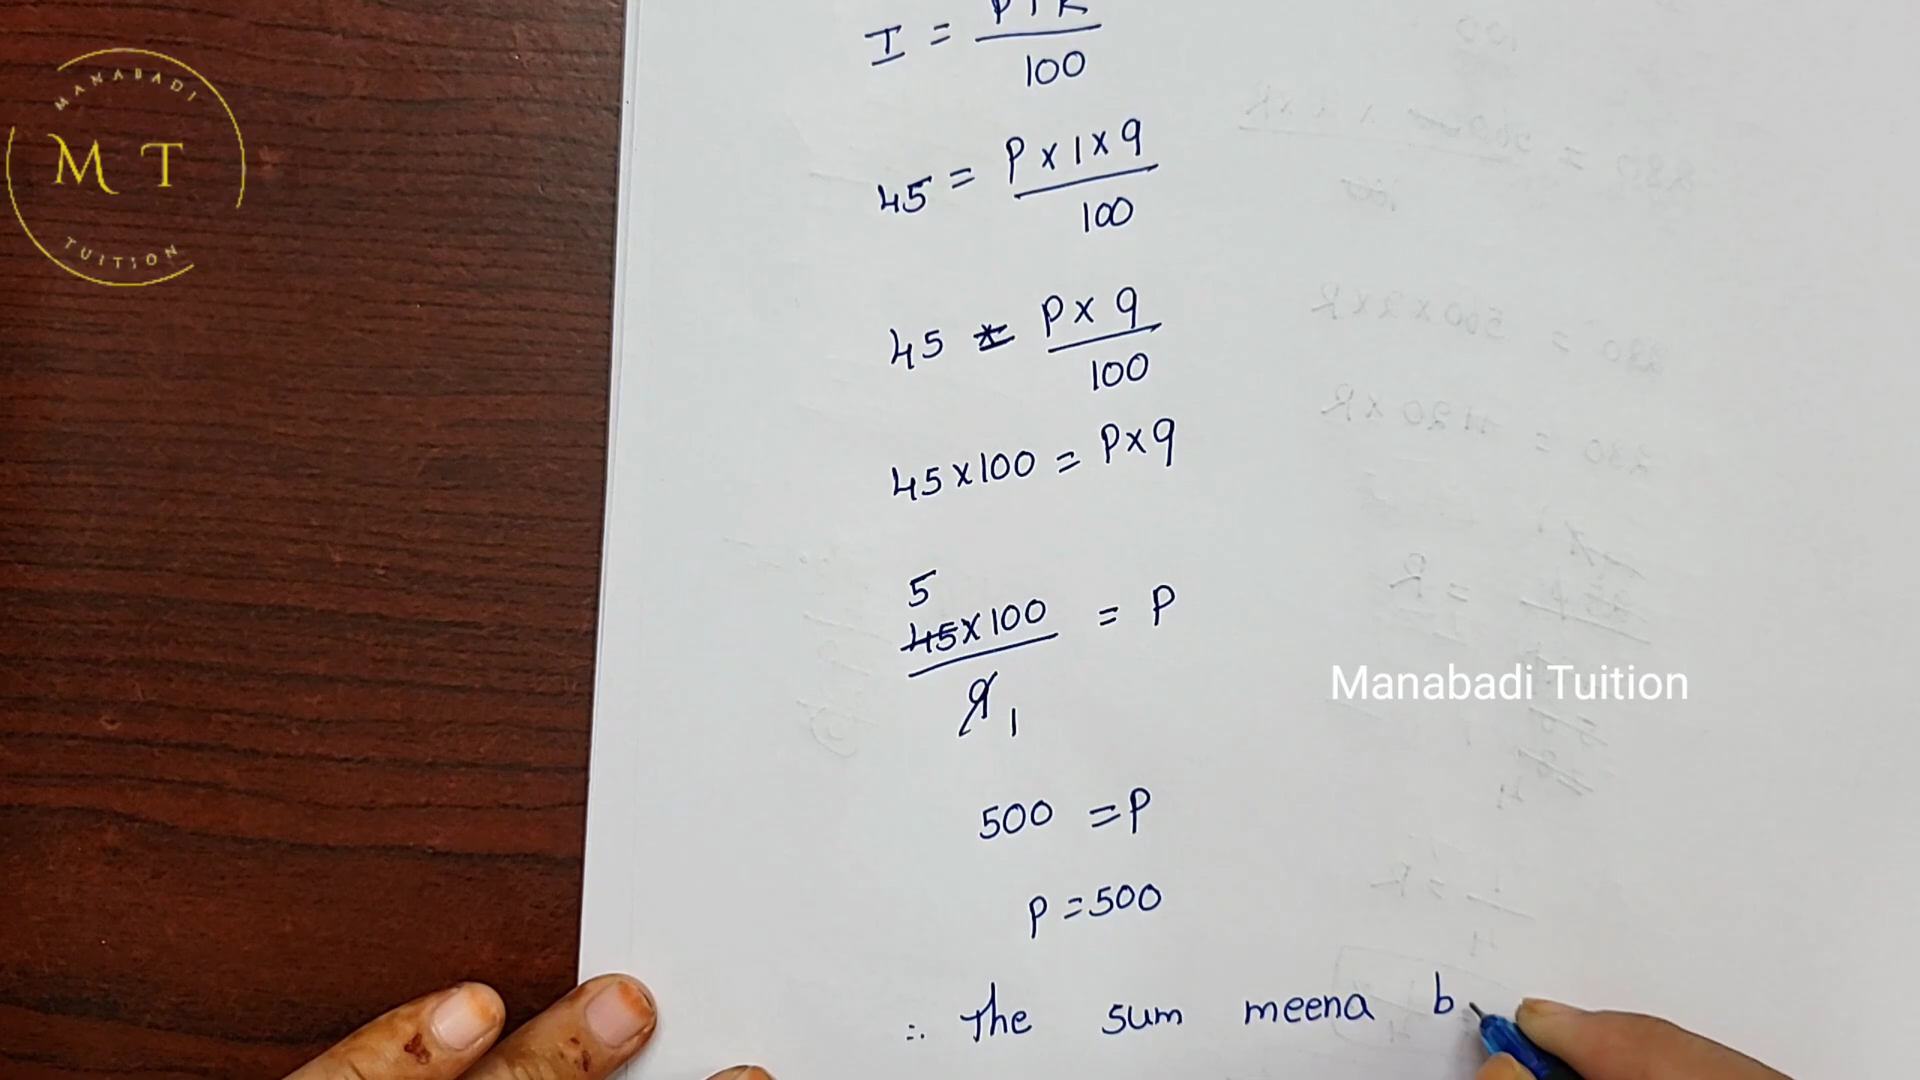 MANABADI
M T
TUITION
I = PTR
100
45 = P x 1 x 9
100
45 = P x 9
100
45 x 100 = P x 9
5
45 x 100 = P
9 1
500 = P
P = 500
∴ The sum meena b
Manabadi Tuition